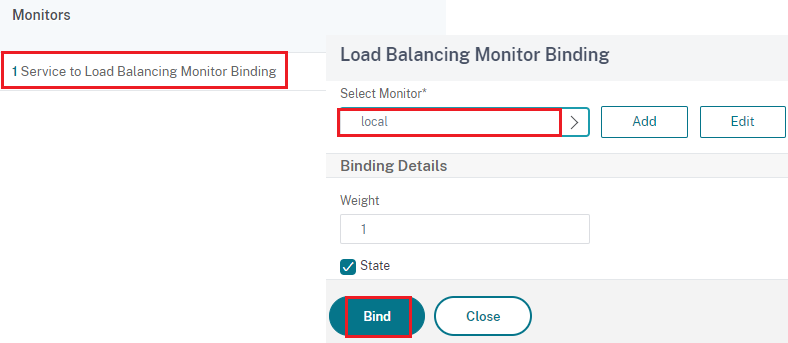 Monitors
1 Service to Load Balancing Monitor Binding
Load Balancing Monitor Binding
Select Monitor*
local
Add
Edit
Binding Details
Weight
1
State
Bind
Close